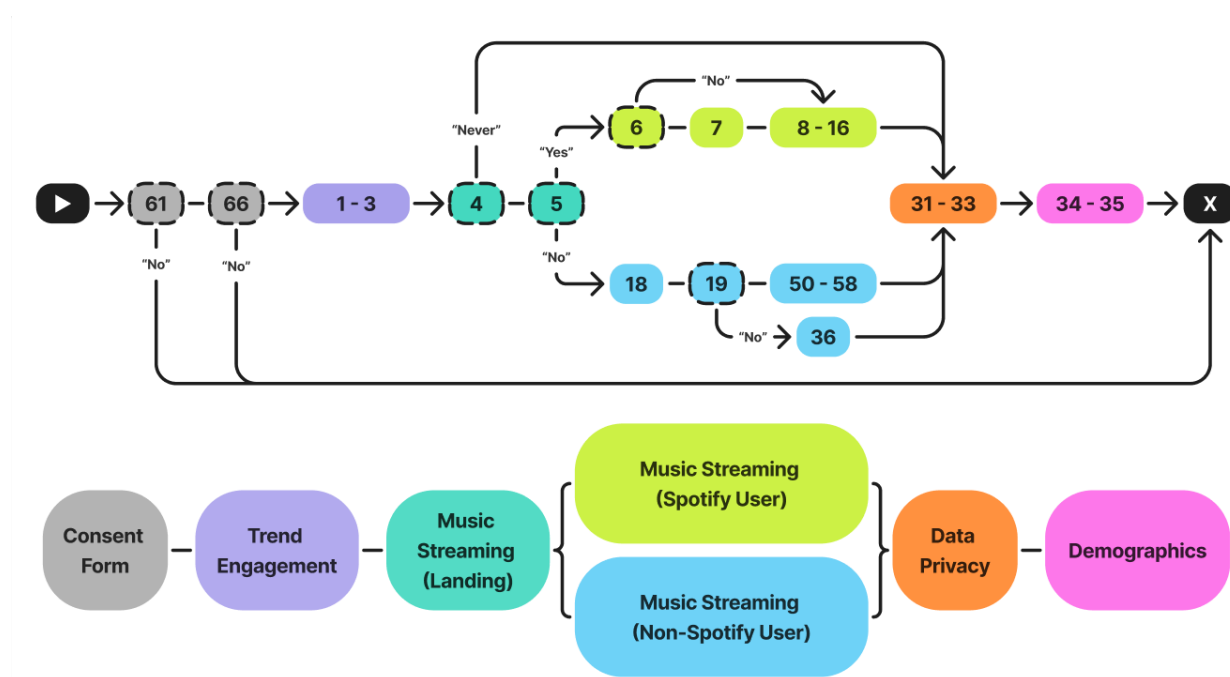 “No”
“Never”
“Yes”
6
7
8 - 16
61
66
1 - 3
4
5
31 - 33
34 - 35
X
“No”
“No”
“No”
18
19
50 - 58
“No”
36
Consent
Form
Trend
Engagement
Music
Streaming
(Landing)
Music Streaming
(Spotify User)
Music Streaming
(Non-Spotify User)
Data
Privacy
Demographics